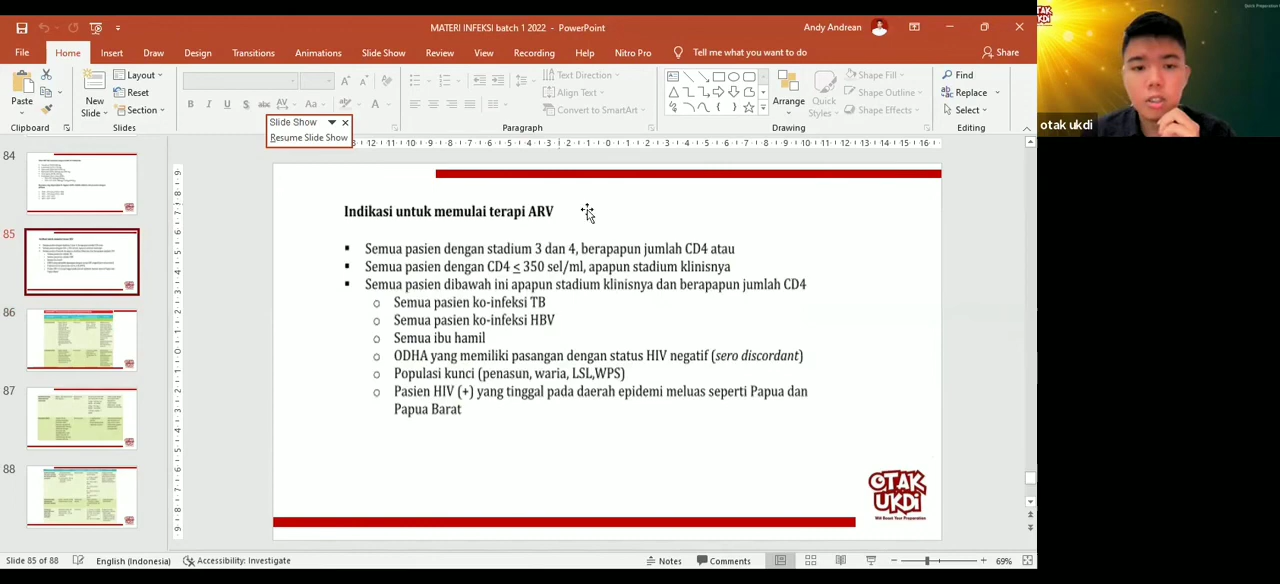 MATERI INFEKSI batch 1 2022 - PowerPoint
Andy Andrean
File Home Insert Draw Design Transitions Animations Slide Show Review View Recording Help Nitro Pro Tell me what you want to do Share
Paste
Clipboard
New Slide
Layout
Reset
Section
Slides
B I U S abc AV Aa A
Text Direction
Align Text
Convert to SmartArt
Paragraph
Arrange
Quick Styles
Shape Fill
Shape Outline
Shape Effects
Drawing
Find
Replace
Select
Editing
Slide Show
Resume Slide Show
otak ukdi
84
85
86
87
88
Indikasi untuk memulai terapi ARV
▪ Semua pasien dengan stadium 3 dan 4, berapapun jumlah CD4 atau
▪ Semua pasien dengan CD4 ≤ 350 sel/ml, apapun stadium klinisnya
▪ Semua pasien dibawah ini apapun stadium klinisnya dan berapapun jumlah CD4
o Semua pasien ko-infeksi TB
o Semua pasien ko-infeksi HBV
o Semua ibu hamil
o ODHA yang memiliki pasangan dengan status HIV negatif (sero discordant)
o Populasi kunci (penasun, waria, LSL,WPS)
o Pasien HIV (+) yang tinggal pada daerah epidemi meluas seperti Papua dan
Papua Barat
OTAK
UKDI
Will Boost Your Preparation
Slide 85 of 88 English (Indonesia) Accessibility: Investigate Notes Comments 69%